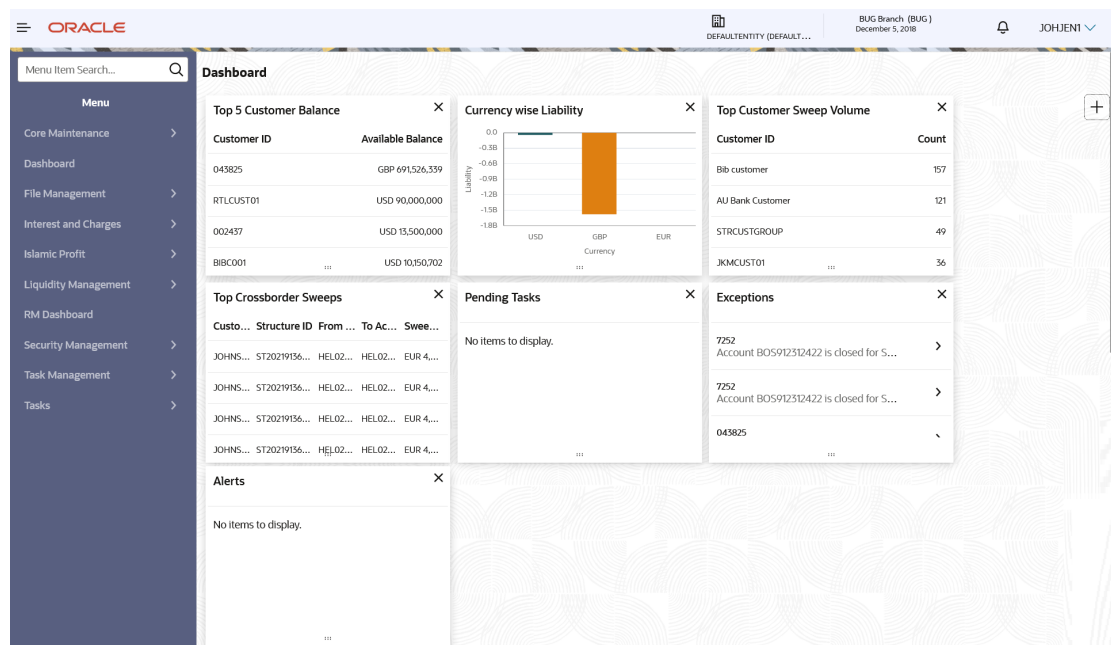 ORACLE
DEFAULTENTITY (DEFAULT...
BUG Branch (BUG )
December 5, 2018
JOHJEN1
Menu Item Search...
Menu
Core Maintenance
Dashboard
File Management
Interest and Charges
Islamic Profit
Liquidity Management
RM Dashboard
Security Management
Task Management
Tasks
Dashboard
Top 5 Customer Balance
Customer ID Available Balance
043825 GBP 691,526,339
RTLCUST01 USD 90,000,000
002437 USD 13,500,000
BIBC001 USD 10,150,702
Currency wise Liability
0.0
-0.3B
-0.6B
-0.9B
-1.2B
-1.5B
-1.8B
Liability
USD GBP EUR
Currency
Top Customer Sweep Volume
Customer ID Count
Bib customer 157
AU Bank Customer 121
STRCUSTGROUP 49
JKMCUST01 36
Top Crossborder Sweeps
Custo... Structure ID From ... To Ac... Swee...
JOHNS... ST20219136... HEL02... HEL02... EUR 4,...
JOHNS... ST20219136... HEL02... HEL02... EUR 4,...
JOHNS... ST20219136... HEL02... HEL02... EUR 4,...
JOHNS... ST20219136... HEL02... HEL02... EUR 4,...
Pending Tasks
No items to display.
Exceptions
7252
Account BOS912312422 is closed for S...
7252
Account BOS912312422 is closed for S...
043825
Alerts
No items to display.